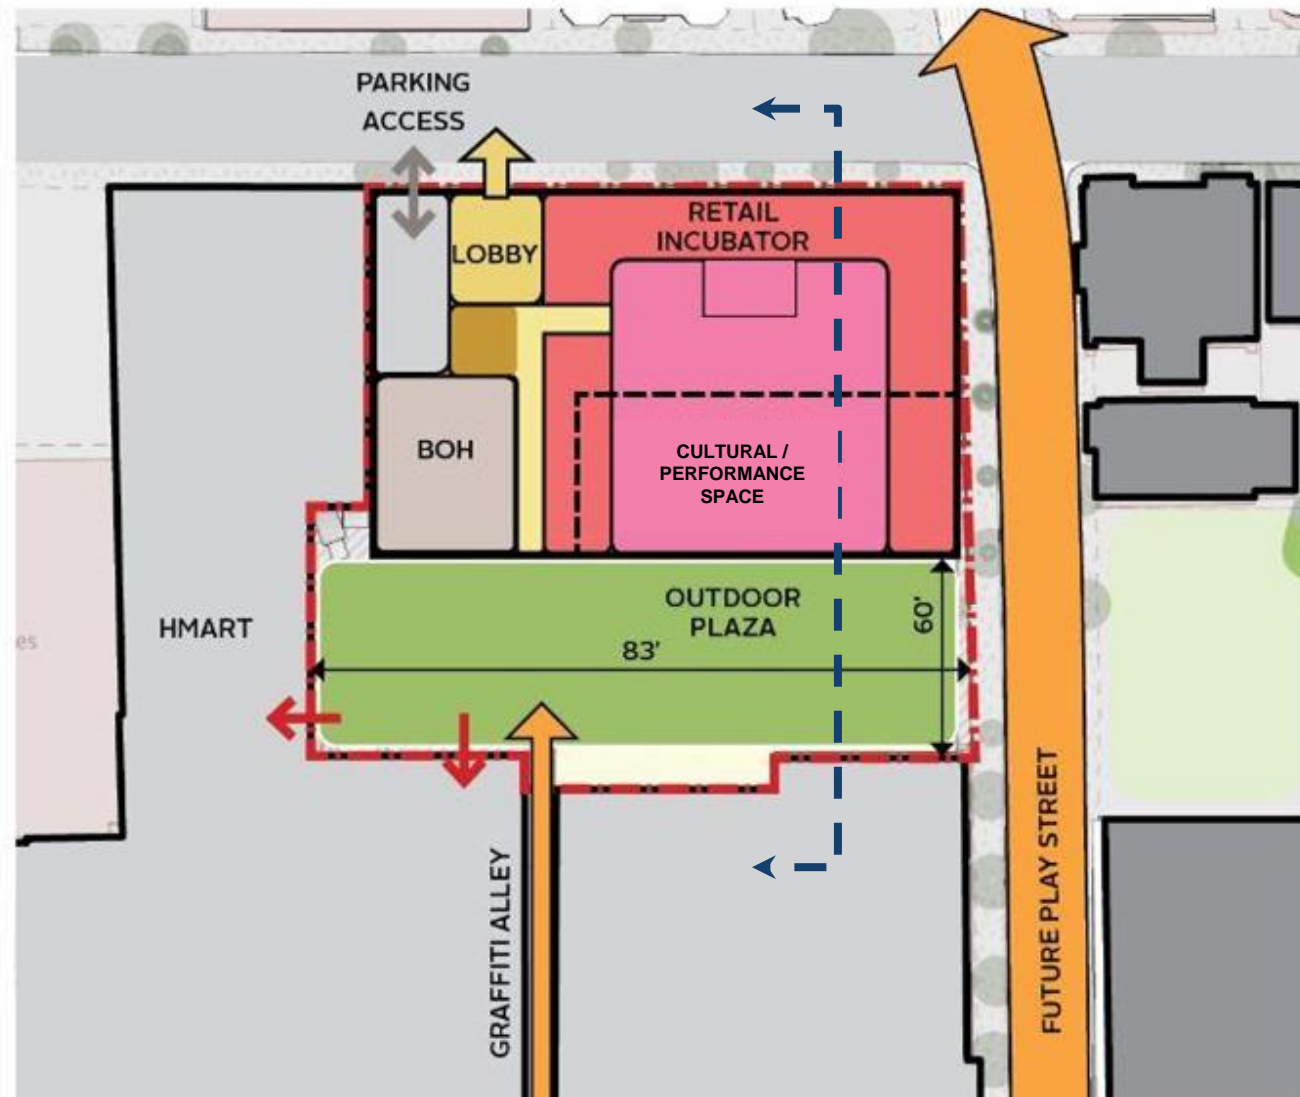 PARKING
ACCESS
RETAIL
INCUBATOR
LOBBY
BOH
CULTURAL /
PERFORMANCE
SPACE
OUTDOOR
PLAZA
60'
HMART
83'
es
GRAFFITI ALLEY
FUTURE PLAY STREET